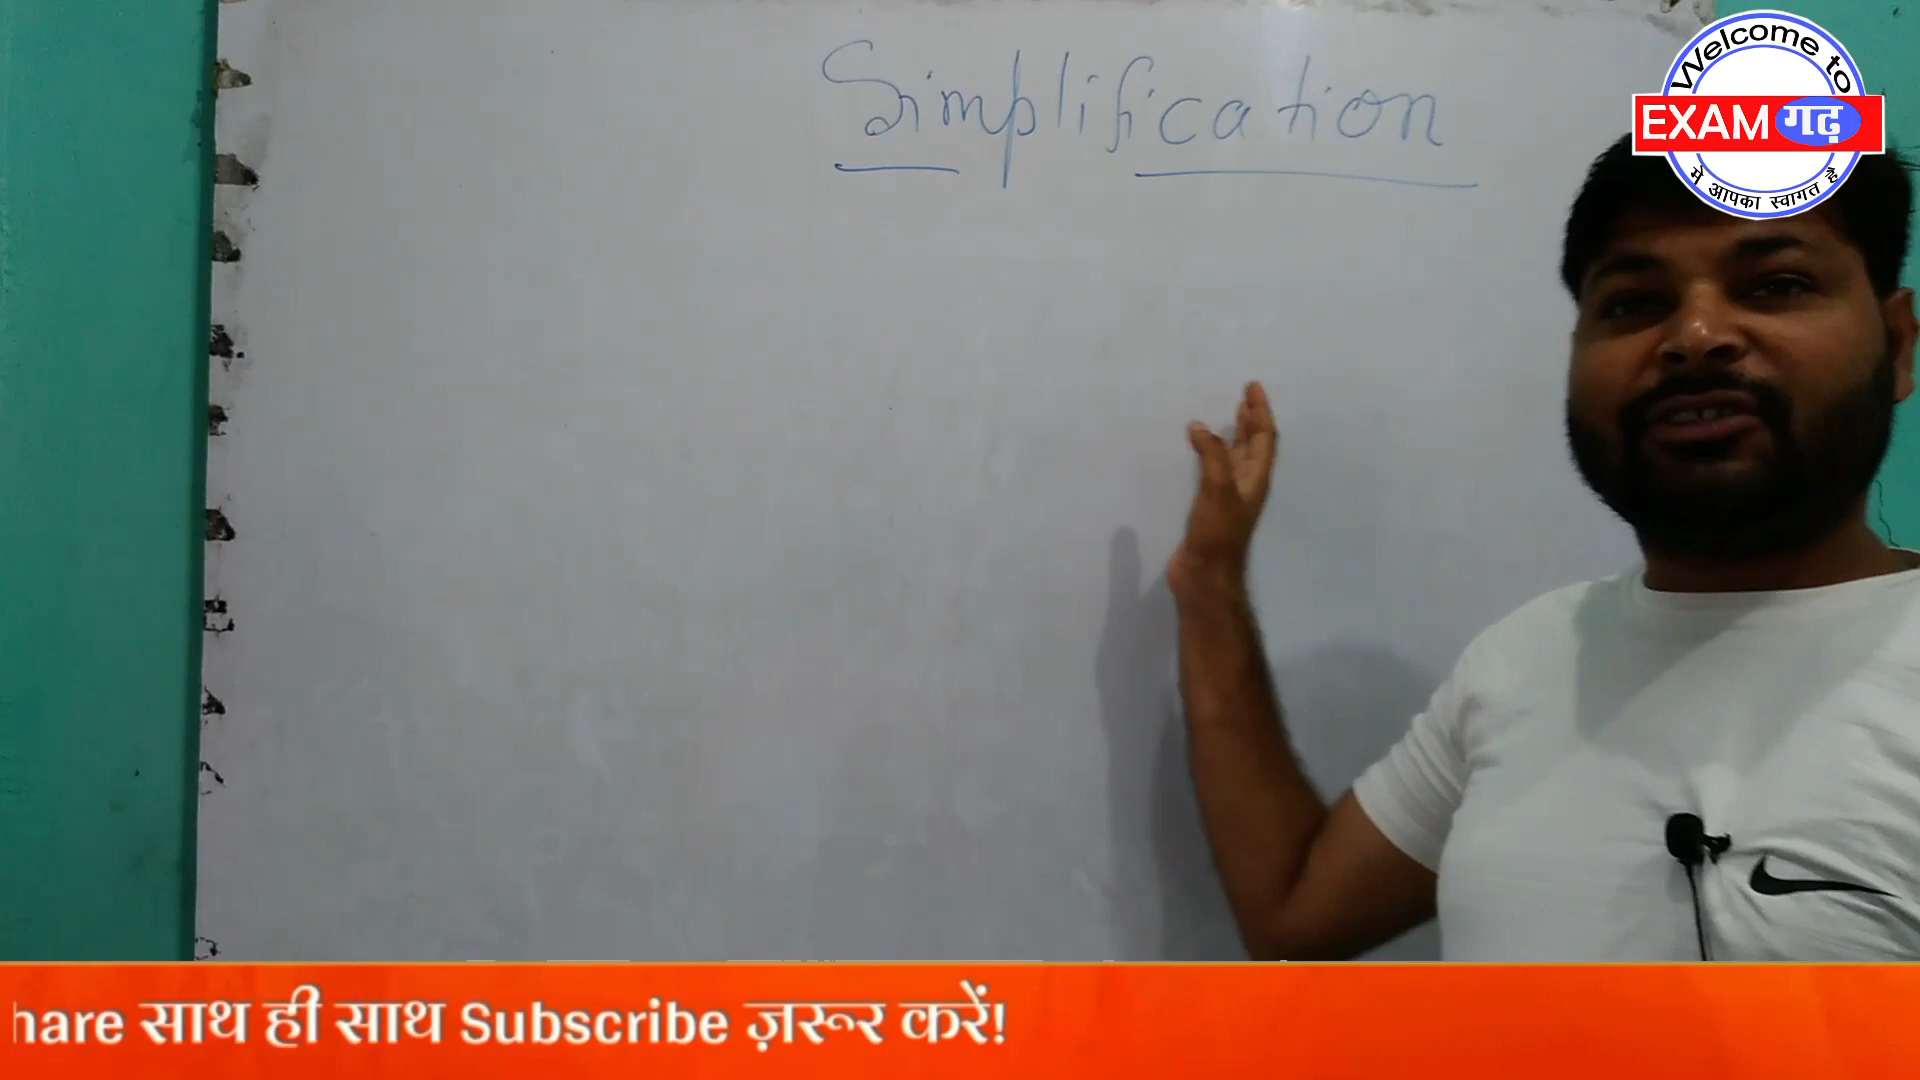 Simplification
Welcome to
EXAM गढ़
में आपका स्वागत है
hare साथ ही साथ Subscribe ज़रूर करें!